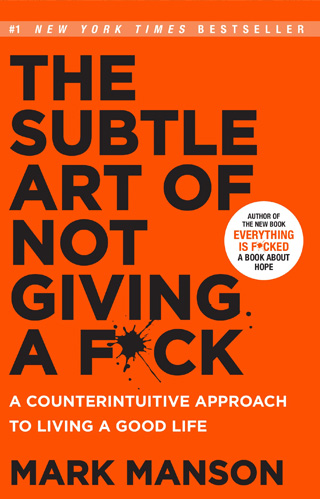 #1 NEW YORK TIMES BESTSELLER
THE
SUBTLE
ART OF
NOT
GIVING
A F*CK
AUTHOR OF
THE NEW BOOK
EVERYTHING
IS F*CKED
A BOOK ABOUT
HOPE
A COUNTERINTUITIVE APPROACH
TO LIVING A GOOD LIFE
MARK MANSON